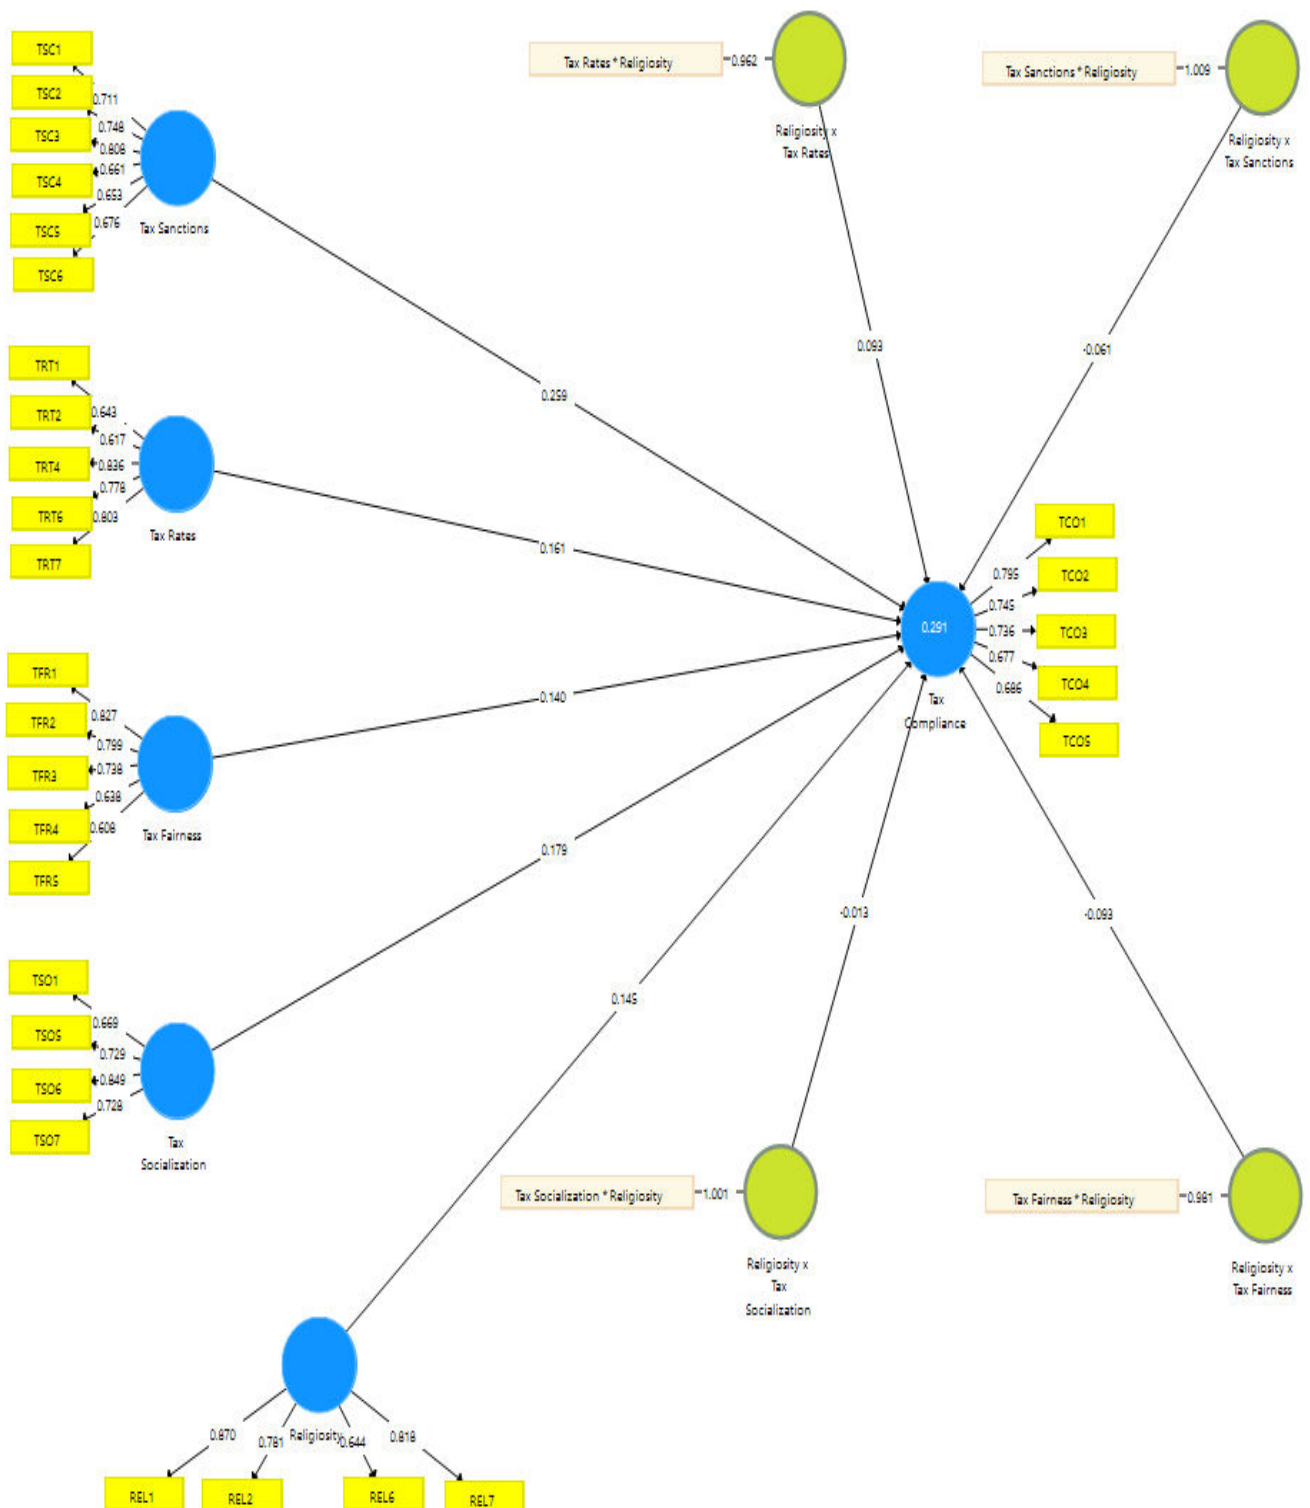 TSC1
TSC2
TSC3
TSC4
TSC5
TSC6
0.711
0.748
0.808
0.661
0.653
0.676
Tax Sanctions
Tax Rates * Religiosity
0.962
Religiosity x
Tax Rates
Tax Sanctions * Religiosity
1.009
Religiosity x
Tax Sanctions
0.259
0.093
-0.061
TRT1
TRT2
TRT4
TRT6
TRT7
0.643
0.617
0.836
0.778
0.803
Tax Rates
0.161
TFR1
TFR2
TFR3
TFR4
TFR5
0.827
0.799
0.738
0.638
0.608
Tax Fairness
0.140
0.291
Tax
Compliance
0.795
0.745
0.736
0.677
0.686
TCO1
TCO2
TCO3
TCO4
TCO5
TSO1
TSO5
TSO6
TSO7
0.669
0.729
0.849
0.728
Tax
Socialization
0.179
0.145
-0.013
-0.093
Tax Socialization * Religiosity
1.001
Religiosity x
Tax
Socialization
Tax Fairness * Religiosity
0.981
Religiosity x
Tax Fairness
Religiosity
0.870
0.781
0.644
0.818
REL1
REL2
REL6
REL7